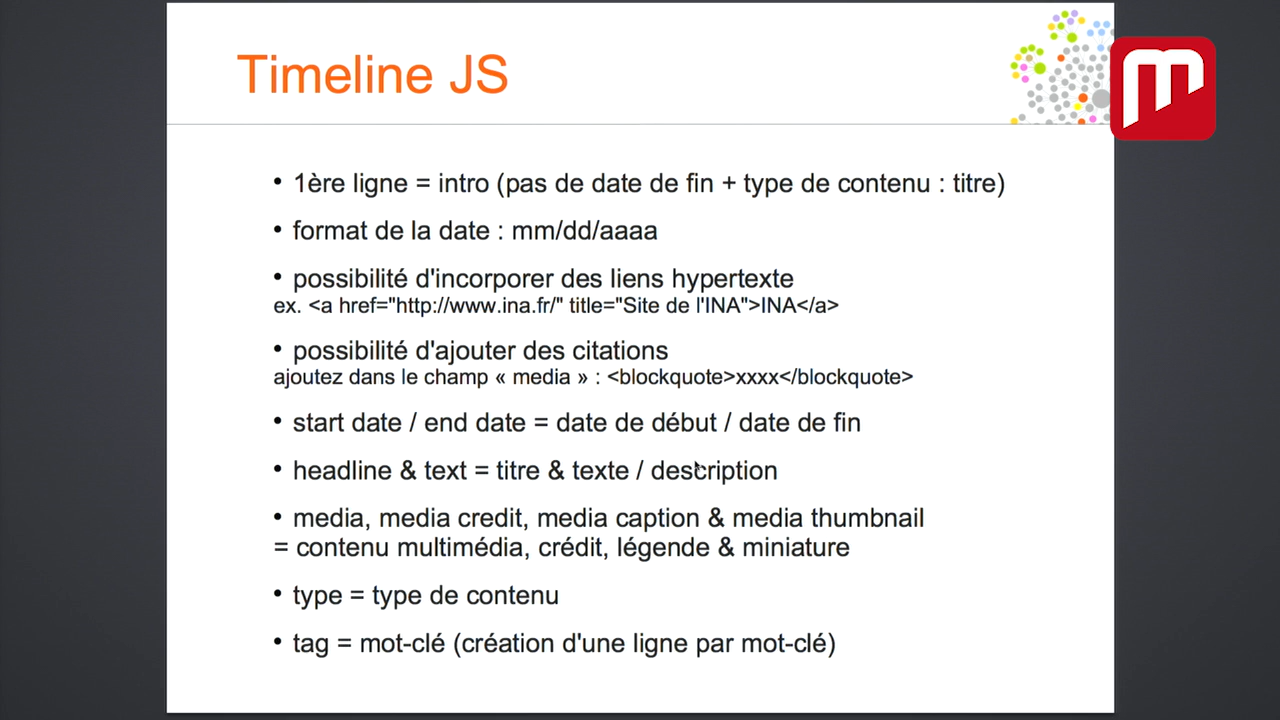 Timeline JS
• 1ère ligne = intro (pas de date de fin + type de contenu : titre)
• format de la date : mm/dd/aaaa
• possibilité d'incorporer des liens hypertexte
ex. <a href="http://www.ina.fr/" title="Site de l'INA">INA</a>
• possibilité d'ajouter des citations
ajoutez dans le champ « media » : <blockquote>xxxx</blockquote>
• start date / end date = date de début / date de fin
• headline & text = titre & texte / description
• media, media credit, media caption & media thumbnail
= contenu multimédia, crédit, légende & miniature
• type = type de contenu
• tag = mot-clé (création d'une ligne par mot-clé)